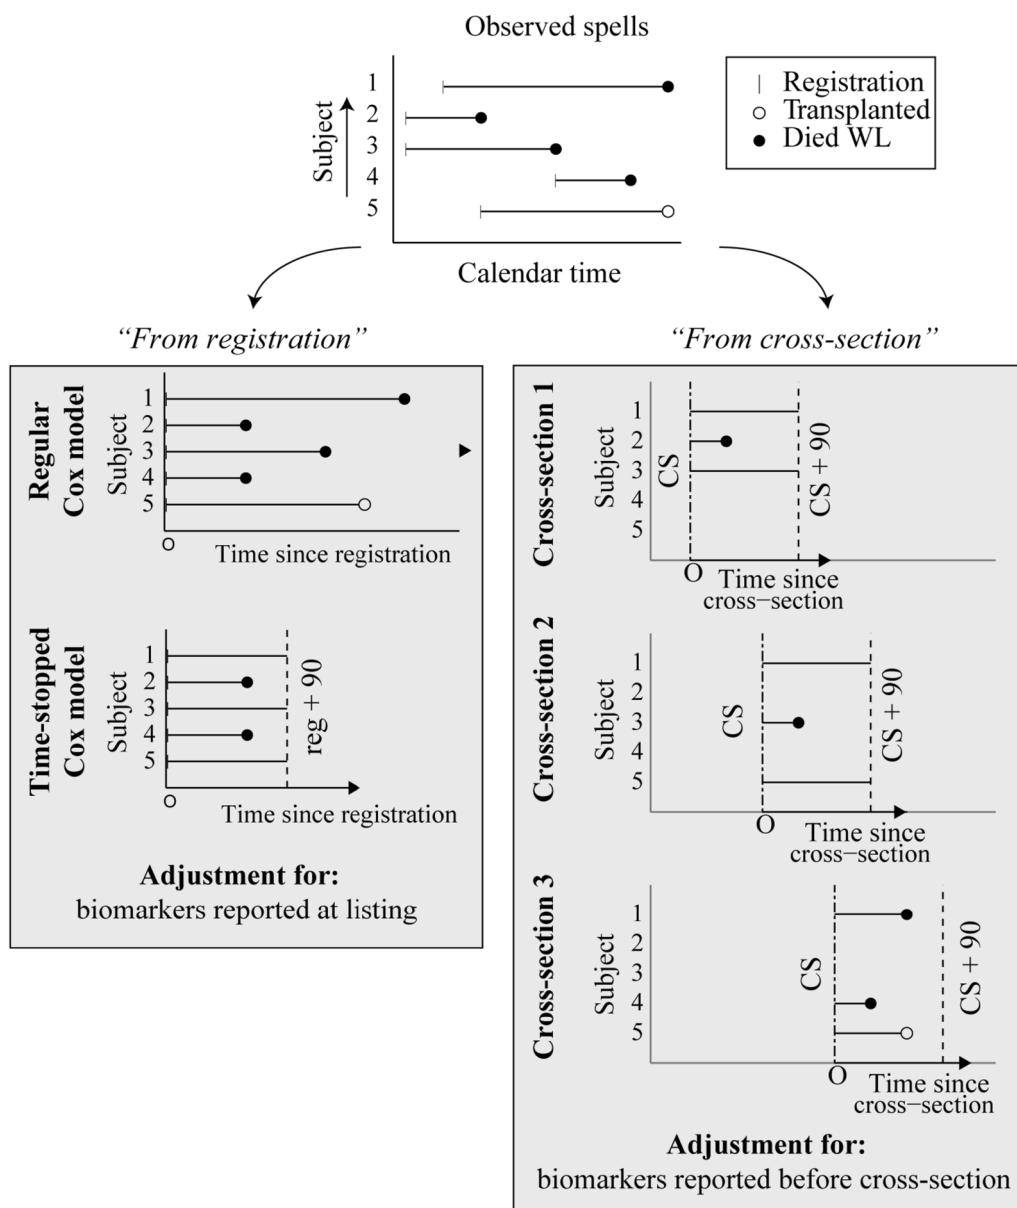 Observed spells
1
2
3
4
5
Subject
Calendar time
Registration
Transplanted
Died WL
“From registration”
“From cross-section”
Regular
Cox model
Subject
1
2
3
4
5
O
Time since registration
Time-stopped
Cox model
Subject
1
2
3
4
5
reg + 90
O
Time since registration
Adjustment for:
biomarkers reported at listing
Cross-section 1
Subject
1
2
3
4
5
CS
CS + 90
O
Time since
cross−section
Cross-section 2
Subject
1
2
3
4
5
CS
CS + 90
O
Time since
cross−section
Cross-section 3
Subject
1
2
3
4
5
CS
CS + 90
O
Time since
cross−section
Adjustment for:
biomarkers reported before cross-section